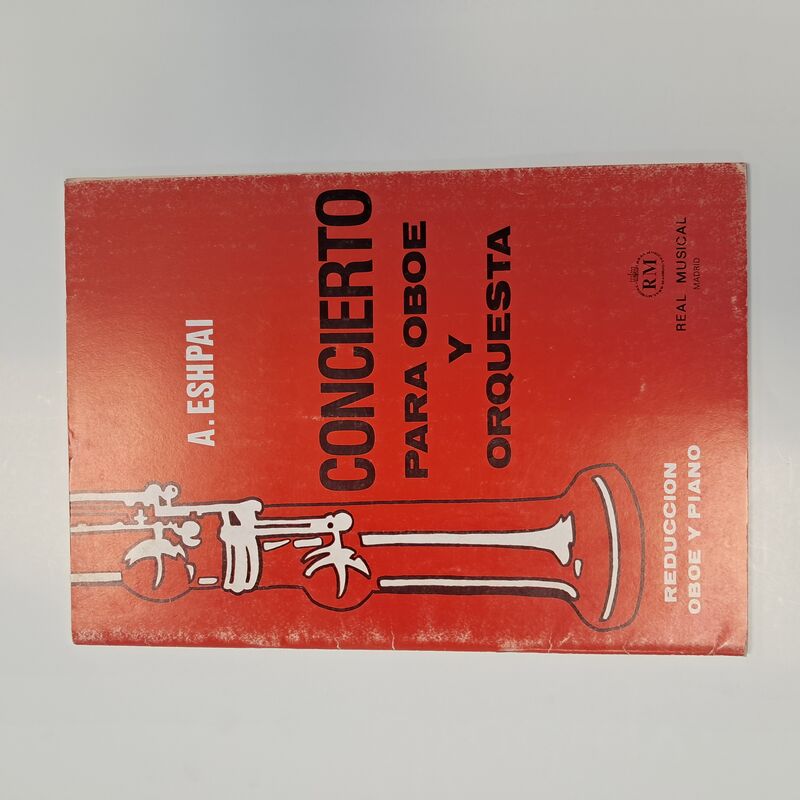 A. ESHPAI
CONCIERTO
PARA OBOE
Y
ORQUESTA
RM
REAL MUSICAL
MADRID
REDUCCION
OBOE Y PIANO